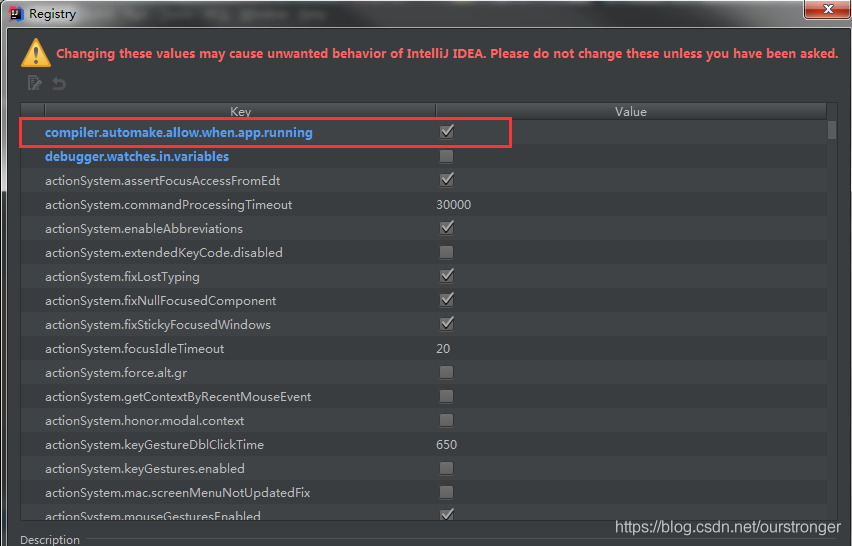 Registry
Changing these values may cause unwanted behavior of IntelliJ IDEA. Please do not change these unless you have been asked.
Key Value
compiler.automake.allow.when.app.running
debugger.watches.in.variables
actionSystem.assertFocusAccessFromEdt
actionSystem.commandProcessingTimeout 30000
actionSystem.enableAbbreviations
actionSystem.extendedKeyCode.disabled
actionSystem.fixLostTyping
actionSystem.fixNullFocusedComponent
actionSystem.fixStickyFocusedWindows
actionSystem.focusIdleTimeout 20
actionSystem.force.alt.gr
actionSystem.getContextByRecentMouseEvent
actionSystem.honor.modal.context
actionSystem.keyGestureDblClickTime 650
actionSystem.keyGestures.enabled
actionSystem.mac.screenMenuNotUpdatedFix
actionSystem.mouseGesturesEnabled
Description
https://blog.csdn.net/ourstronger